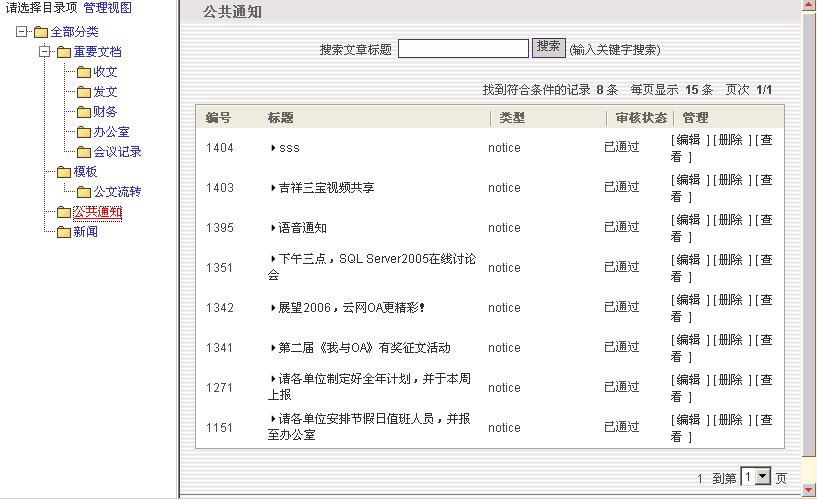 请选择目录项 管理视图
全部分类
重要文档
收文
发文
财务
办公室
会议记录
模板
公文流转
公共通知
新闻
公共通知
搜索文章标题 搜索 (输入关键字搜索)
找到符合条件的记录 8 条 每页显示 15 条 页次 1/1
编号 标题 类型 审核状态 管理
1404 sss notice 已通过 [ 编辑 ] [ 删除 ] [ 查
看 ]
1403 吉祥三宝视频共享 notice 已通过 [ 编辑 ] [ 删除 ] [ 查
看 ]
1395 语音通知 notice 已通过 [ 编辑 ] [ 删除 ] [ 查
看 ]
1351 下午三点，SQL Server2005在线讨论 notice 已通过 [ 编辑 ] [ 删除 ] [ 查
会 看 ]
1342 展望2006，云网OA更精彩！ notice 已通过 [ 编辑 ] [ 删除 ] [ 查
看 ]
1341 第二届《我与OA》有奖征文活动 notice 已通过 [ 编辑 ] [ 删除 ] [ 查
看 ]
1271 请各单位制定好全年计划，并于本周 notice 已通过 [ 编辑 ] [ 删除 ] [ 查
上报 看 ]
1151 请各单位安排节假日值班人员，并报 notice 已通过 [ 编辑 ] [ 删除 ] [ 查
至办公室 看 ]
1 到第 1 页